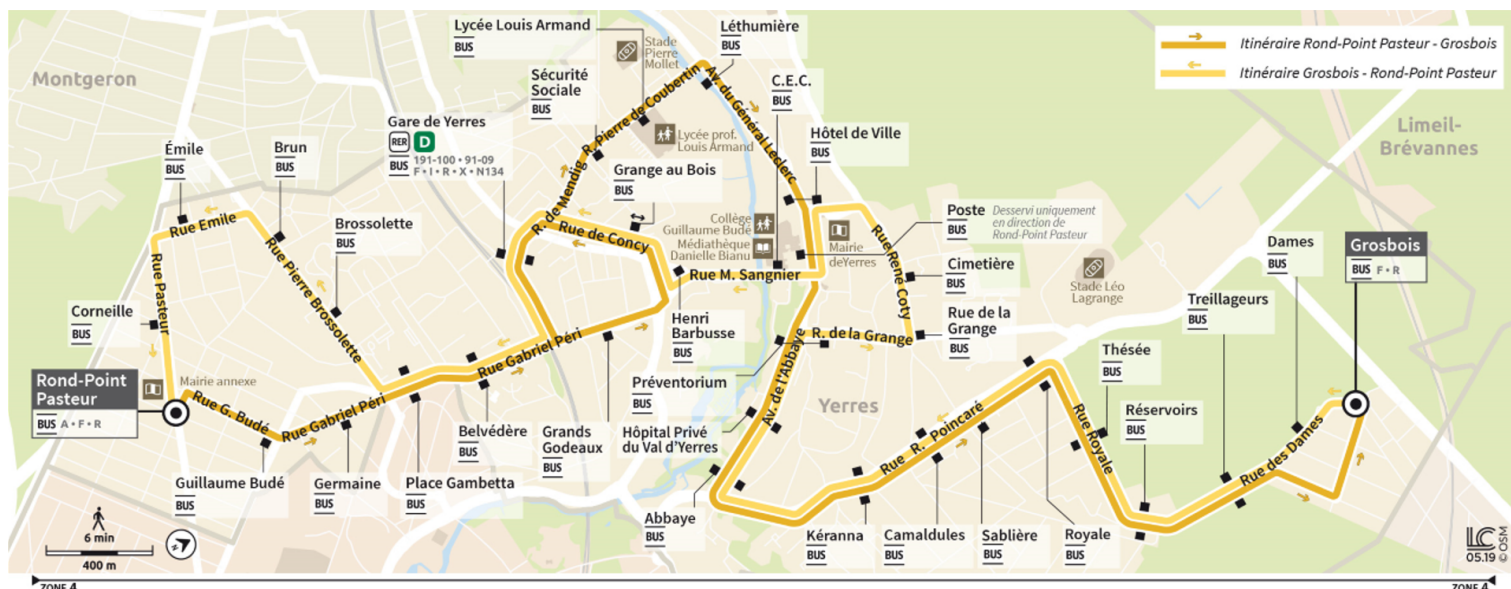 Montgeron
Lycée Louis Armand
BUS
Stade
Pierre
Mollet
Léthumière
BUS
Itinéraire Rond-Point Pasteur - Grosbois
Itinéraire Grosbois - Rond-Point Pasteur
Sécurité
Sociale
BUS
R. Pierre de Coubertin
Av. du Général Leclerc
C.E.C.
BUS
Gare de Yerres
RER D
BUS 191-100 • 91-09
F • I • R • X • N134
Lycée prof.
Louis Armand
Hôtel de Ville
BUS
Limeil-
Brévannes
Émile
BUS
Brun
BUS
R. de Mendig
Grange au Bois
BUS
Rue Emile
Brossolette
BUS
Rue de Concy
Collège
Guillaume Budé
Médiathèque
Danielle Bianu
Mairie
deYerres
Poste
BUS
Desservi uniquement
en direction de
Rond-Point Pasteur
Dames
BUS
Grosbois
BUS F • R
Rue Pasteur
Rue Pierre Brossolette
Rue M. Sangnier
Rue René Coty
Cimetière
BUS
Stade Léo
Lagrange
Treillageurs
BUS
Corneille
BUS
Henri
Barbusse
BUS
Rue de la
Grange
BUS
R. de la Grange
Rue Gabriel Péri
Thésée
BUS
Mairie annexe
Rond-Point
Pasteur
BUS A • F • R
Rue G. Budé
Rue Gabriel Péri
Préventorium
BUS
Av. de l'Abbaye
Yerres
Rue R. Poincaré
Rue Royale
Réservoirs
BUS
Rue des Dames
Belvédère
BUS
Grands
Godeaux
BUS
Hôpital Privé
du Val d'Yerres
BUS
Guillaume Budé
BUS
Germaine
BUS
Place Gambetta
BUS
Abbaye
BUS
Kéranna
BUS
Camaldules
BUS
Sablière
BUS
Royale
BUS
6 min
400 m
N
LC
05.19
© OSM
ZONE 4
ZONE 4